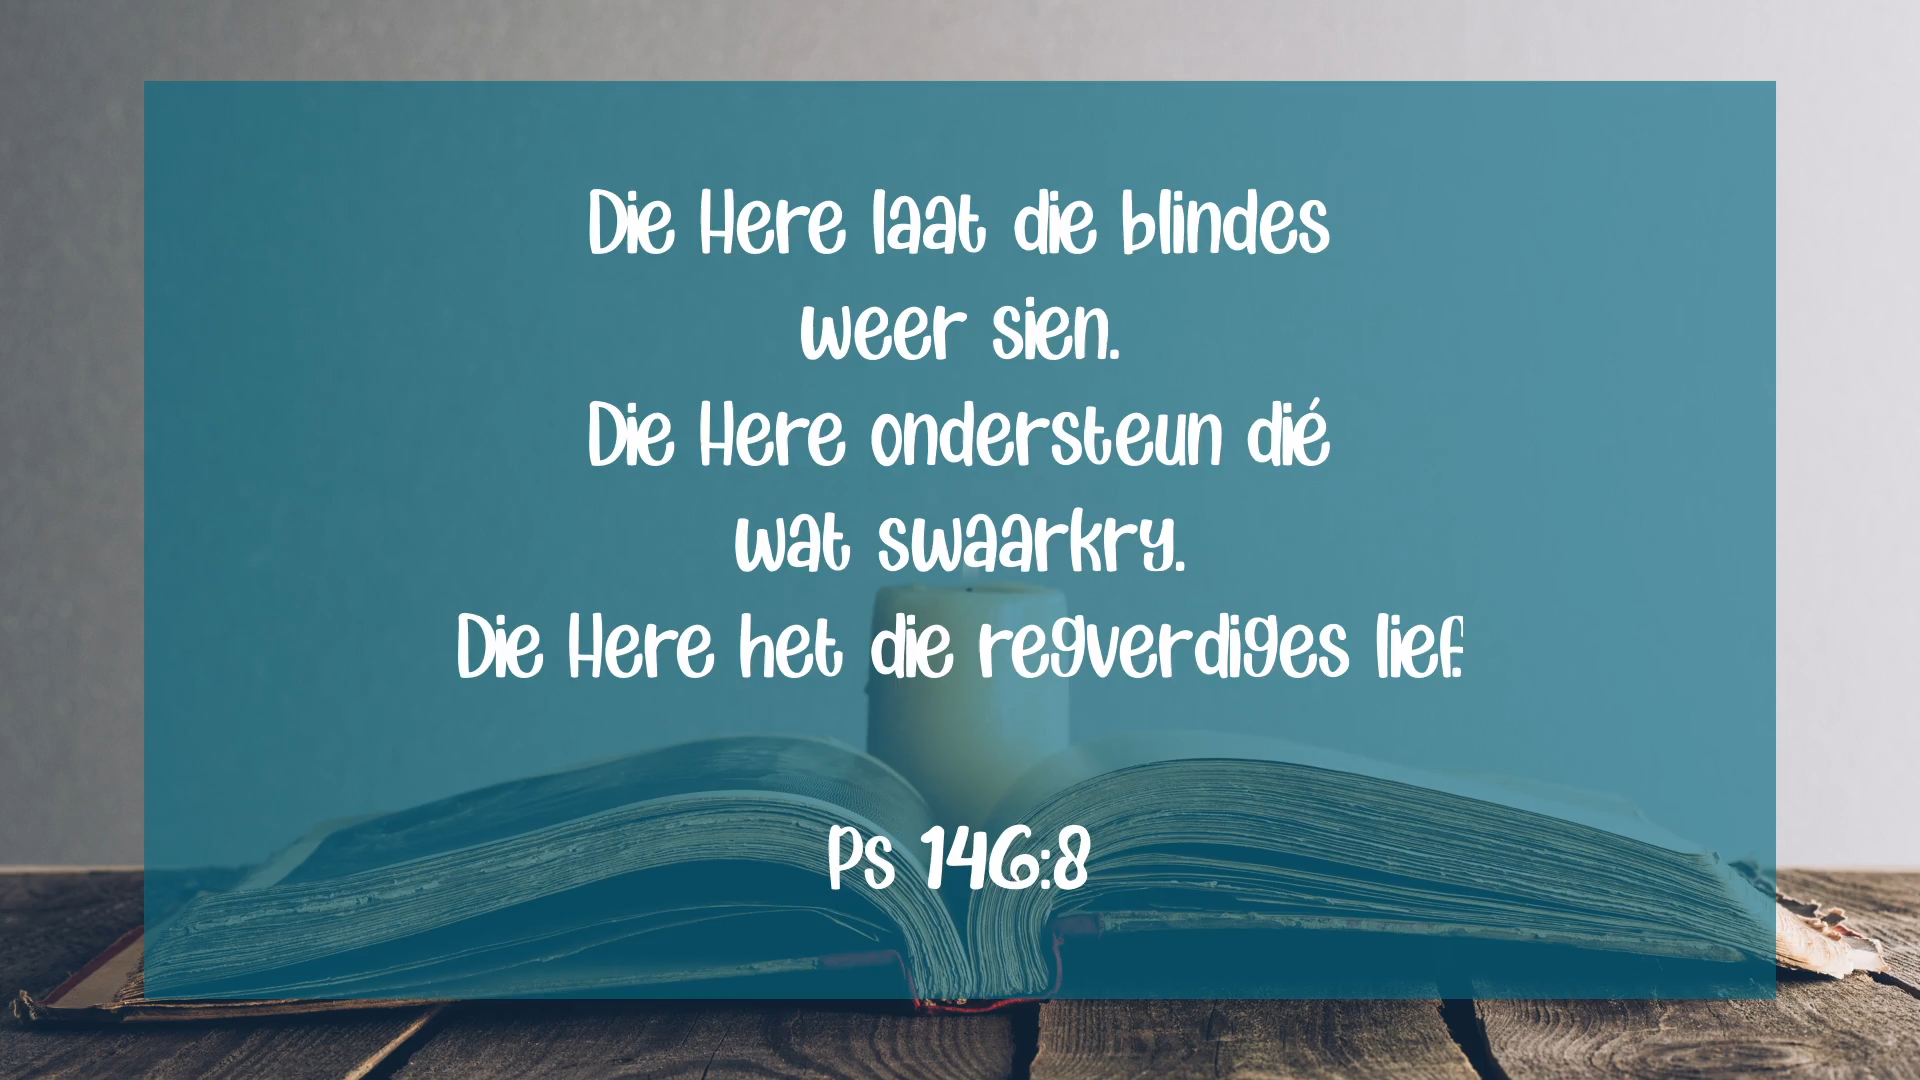 Die Here laat die blindes
weer sien.
Die Here ondersteun dié
wat swaarkry.
Die Here het die regverdiges lief.
Ps 146:8